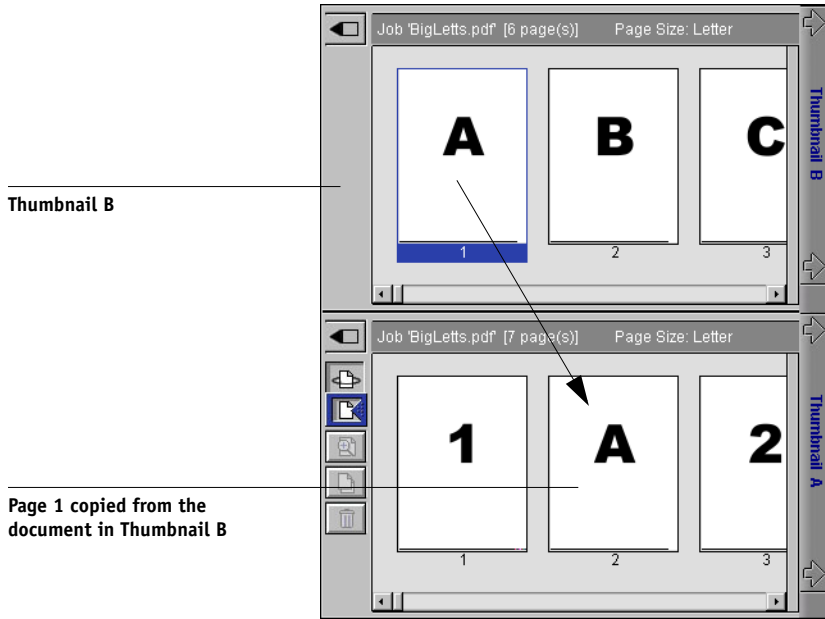 Job 'BigLetts.pdf' [6 page(s)] Page Size: Letter
A B C
1 2 3
Thumbnail B
Thumbnail B
Job 'BigLetts.pdf' [7 page(s)] Page Size: Letter
1 A 2
1 2 3
Thumbnail A
Page 1 copied from the
document in Thumbnail B